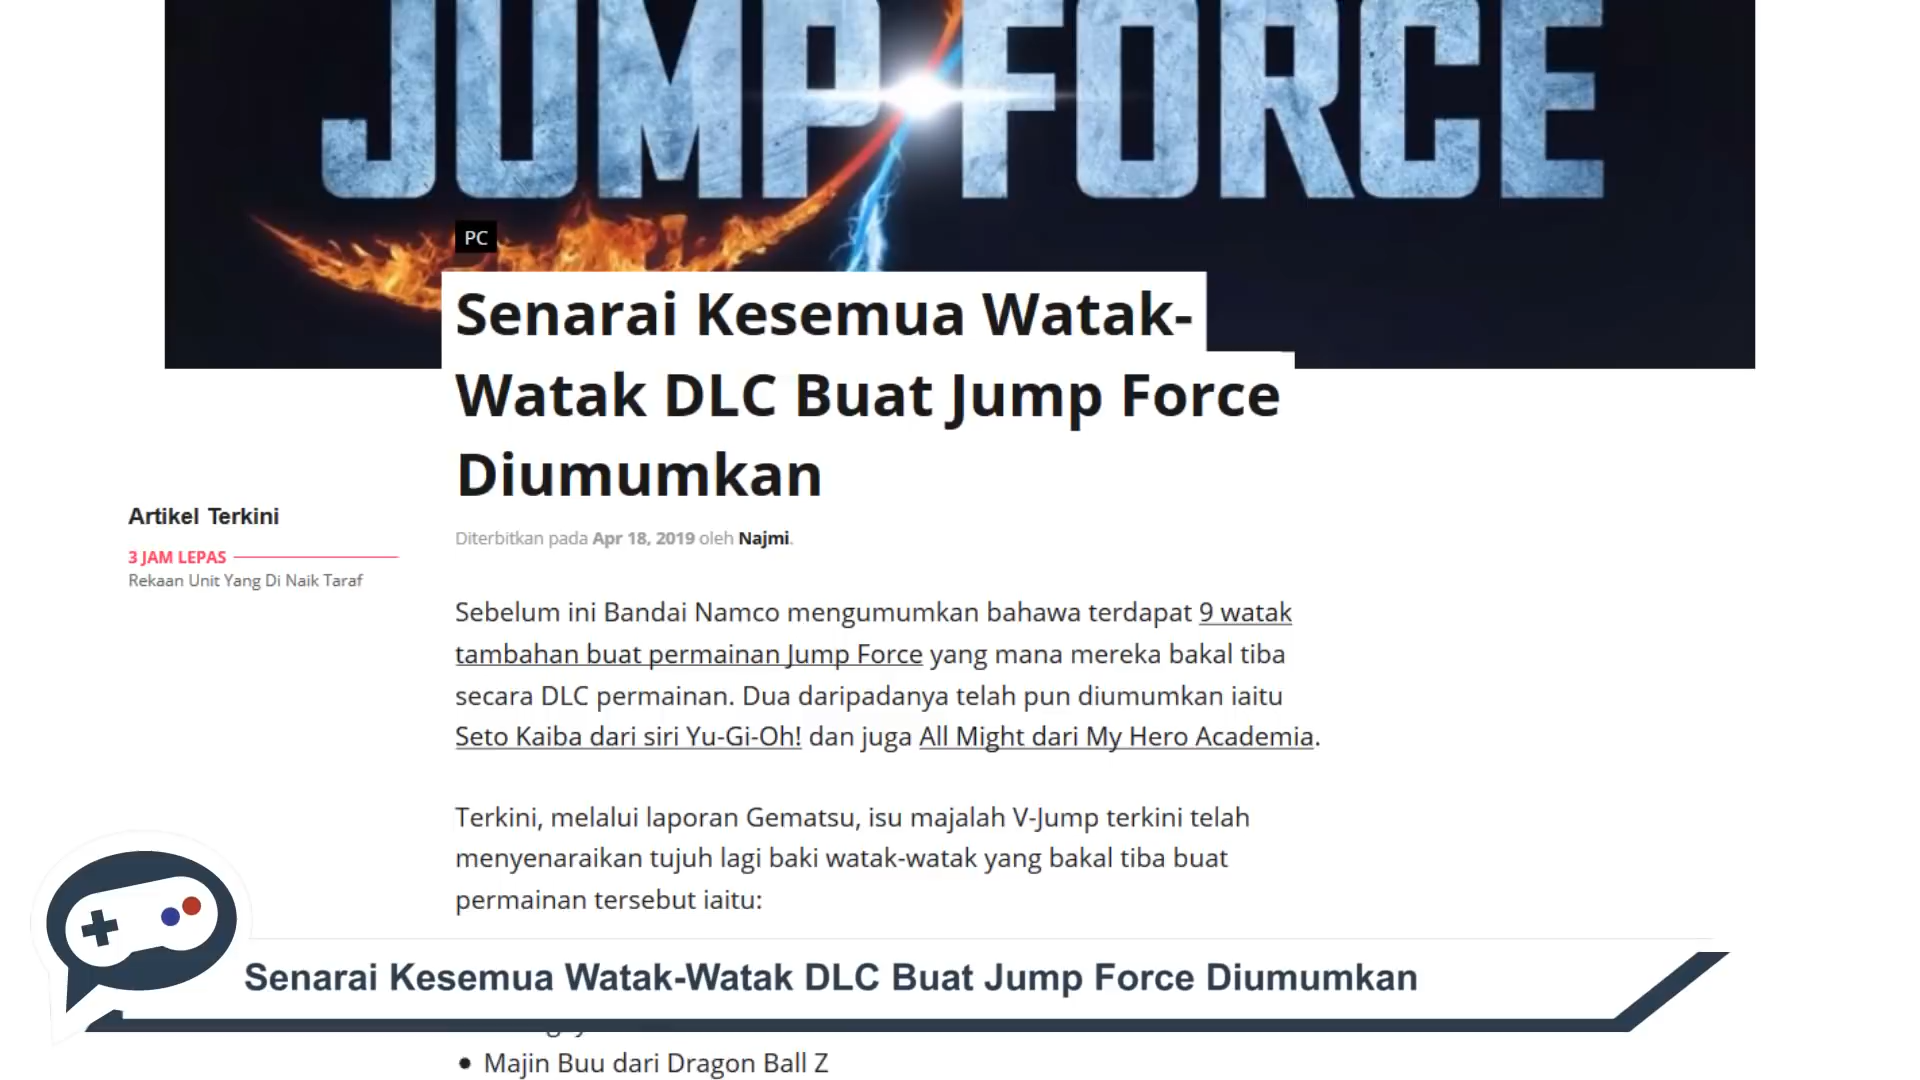 JUMP FORCE
PC
Senarai Kesemua Watak-
Watak DLC Buat Jump Force
Diumumkan
Diterbitkan pada Apr 18, 2019 oleh Najmi.
Artikel Terkini
3 JAM LEPAS
Rekaan Unit Yang Di Naik Taraf
Sebelum ini Bandai Namco mengumumkan bahawa terdapat 9 watak
tambahan buat permainan Jump Force yang mana mereka bakal tiba
secara DLC permainan. Dua daripadanya telah pun diumumkan iaitu
Seto Kaiba dari siri Yu-Gi-Oh! dan juga All Might dari My Hero Academia.
Terkini, melalui laporan Gematsu, isu majalah V-Jump terkini telah
menyenaraikan tujuh lagi baki watak-watak yang bakal tiba buat
permainan tersebut iaitu:
Senarai Kesemua Watak-Watak DLC Buat Jump Force Diumumkan
• Majin Buu dari Dragon Ball Z